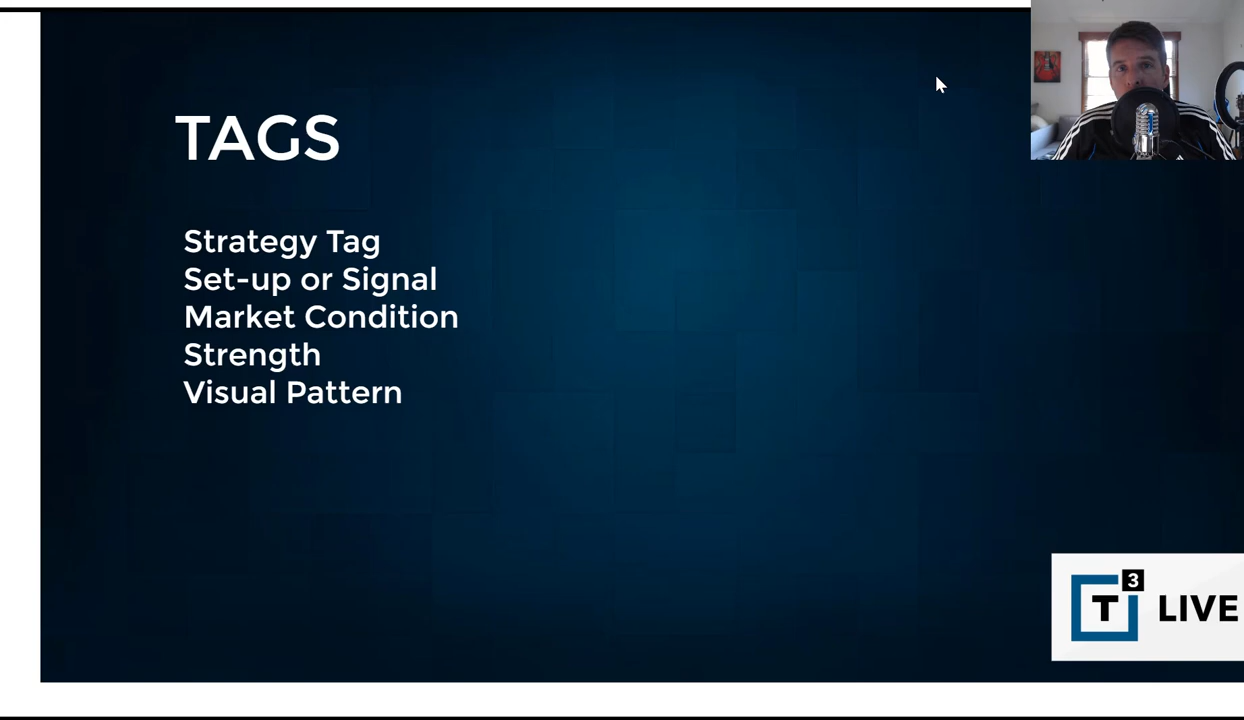 TAGS
Strategy Tag
Set-up or Signal
Market Condition
Strength
Visual Pattern
T3 LIVE